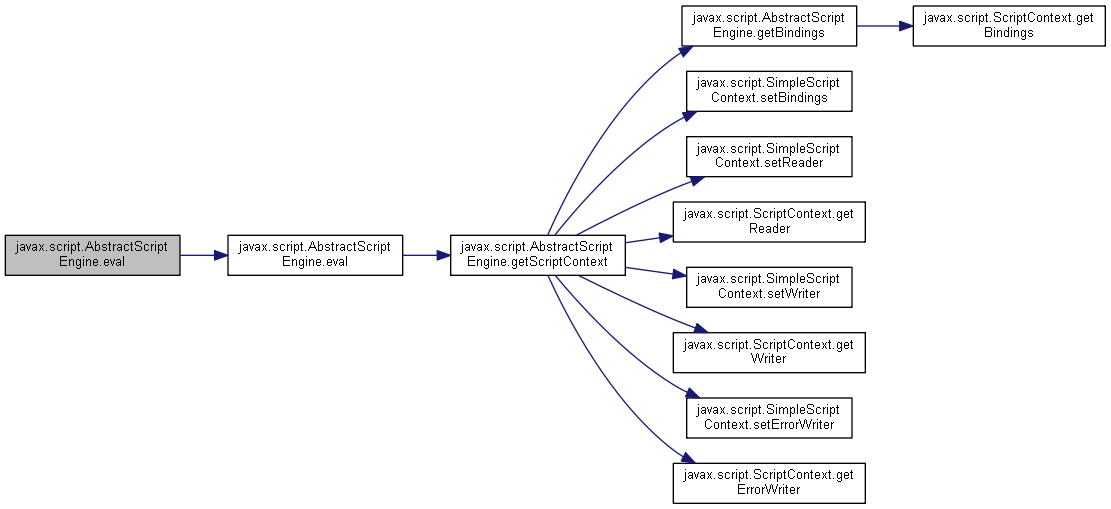 javax.script.AbstractScript
Engine.getBindings
javax.script.ScriptContext.get
Bindings
javax.script.SimpleScript
Context.setBindings
javax.script.SimpleScript
Context.setReader
javax.script.ScriptContext.get
Reader
javax.script.AbstractScript
Engine.eval
javax.script.AbstractScript
Engine.eval
javax.script.AbstractScript
Engine.getScriptContext
javax.script.SimpleScript
Context.setWriter
javax.script.ScriptContext.get
Writer
javax.script.SimpleScript
Context.setErrorWriter
javax.script.ScriptContext.get
ErrorWriter